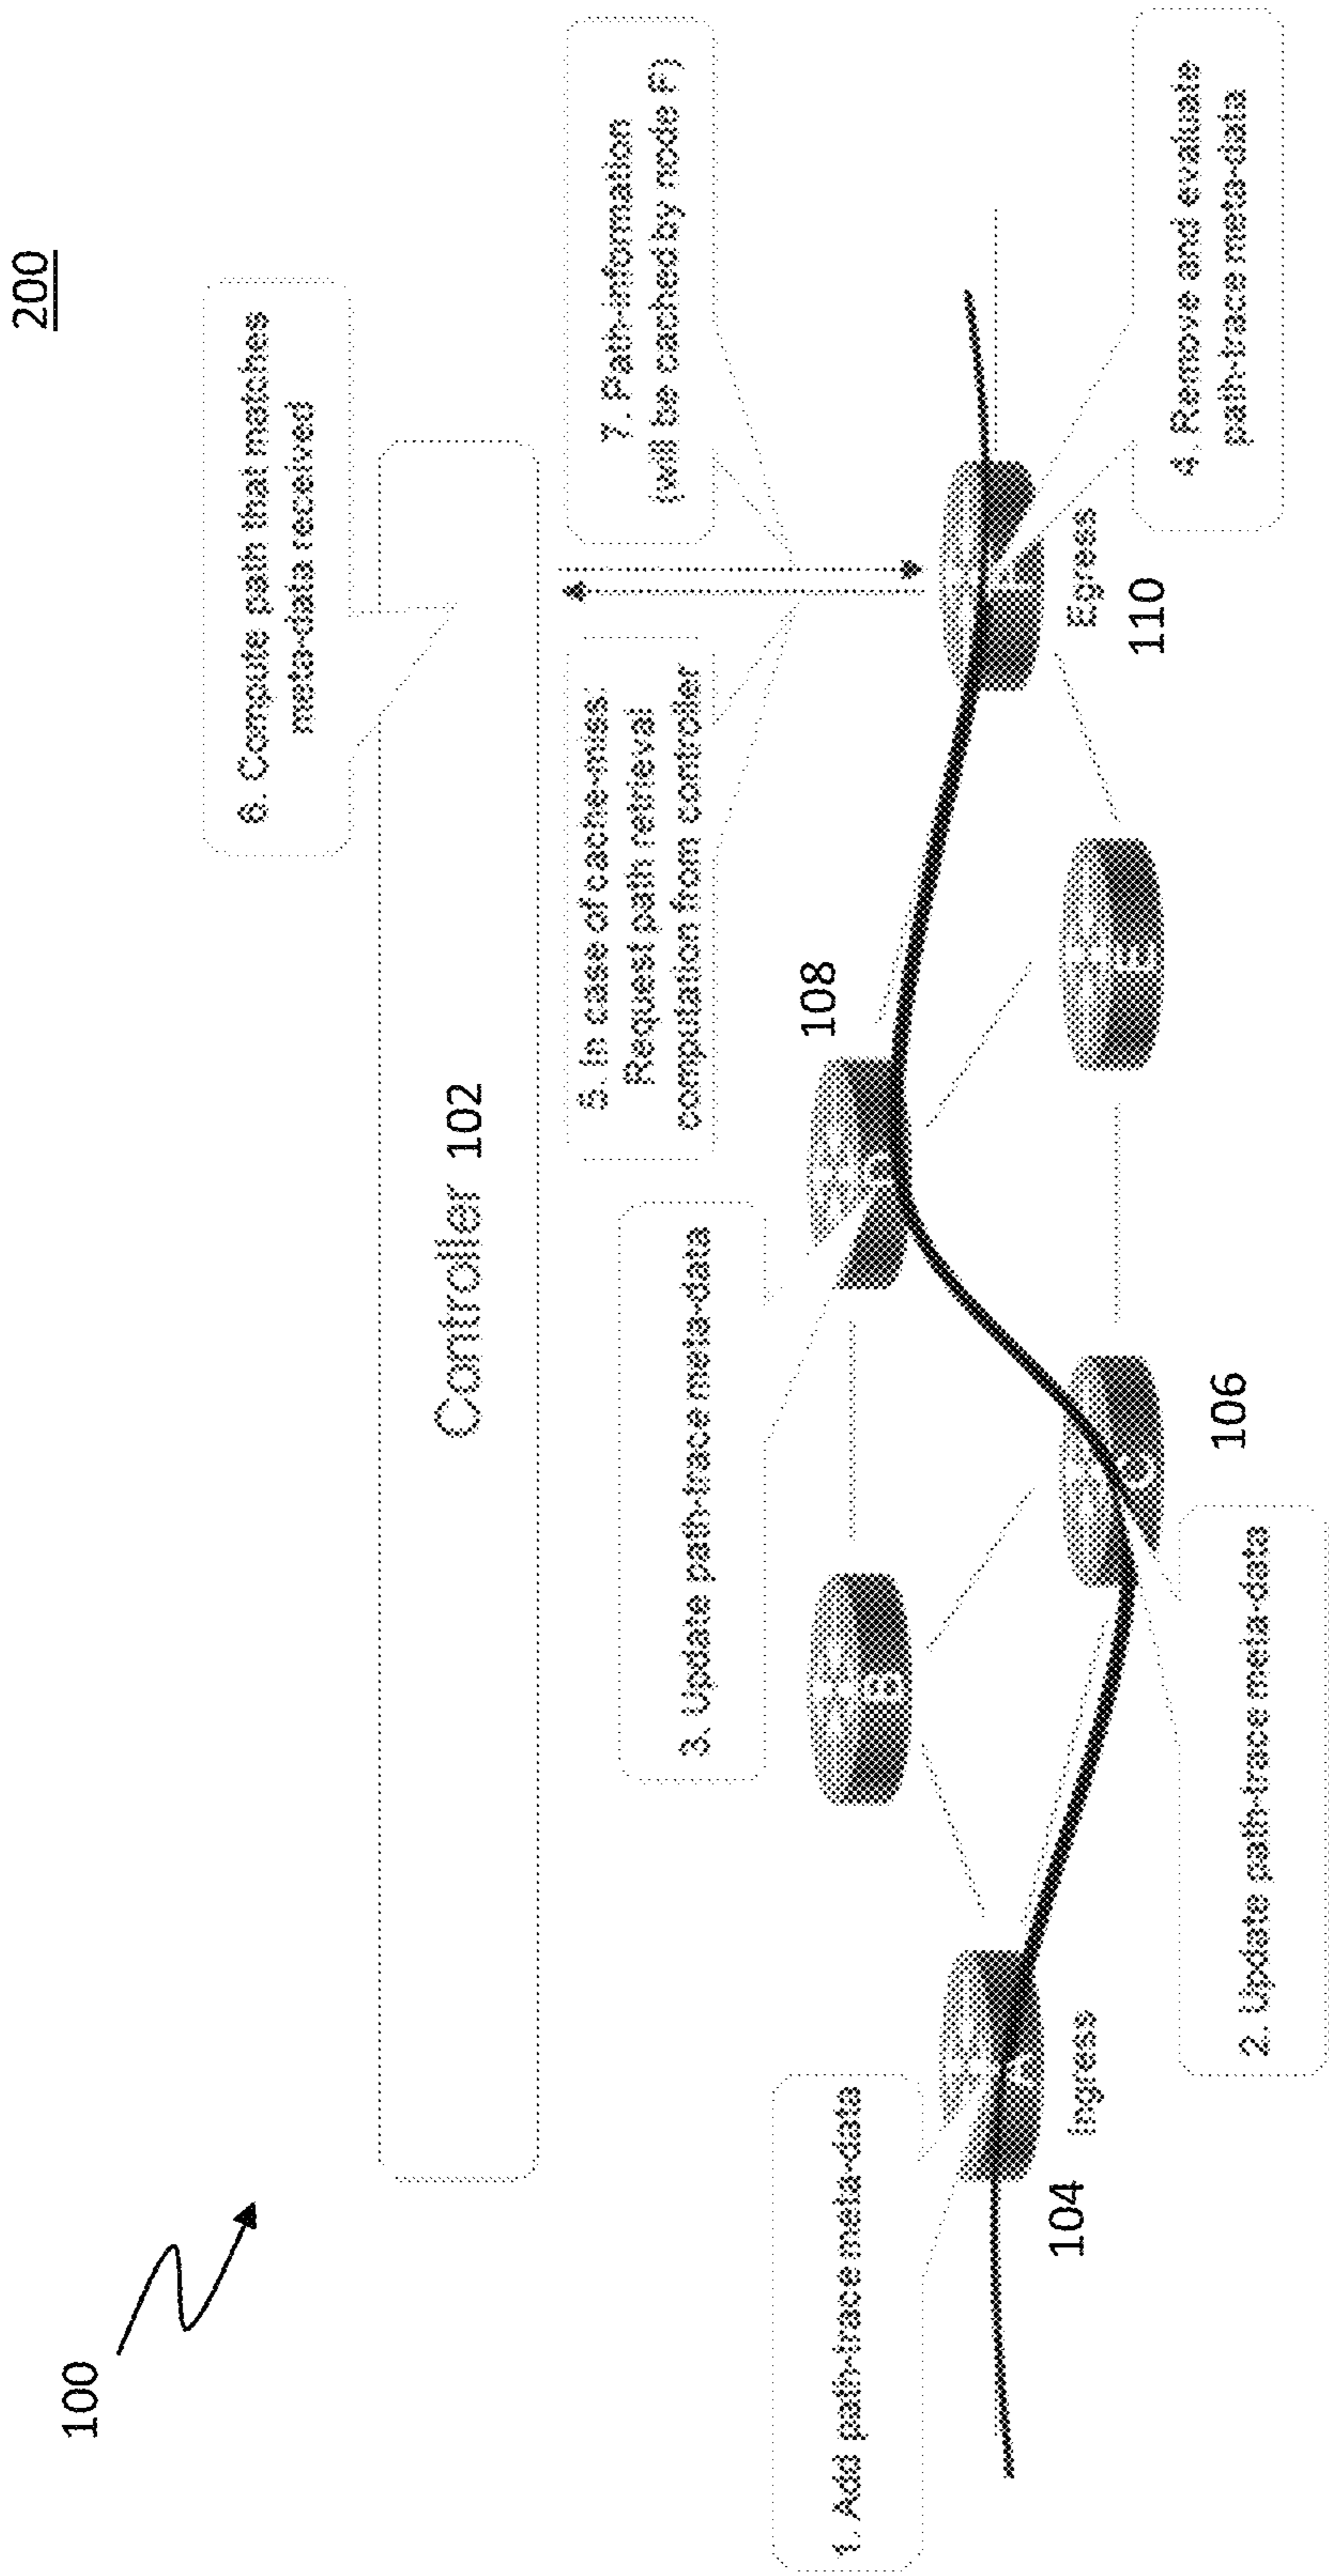 200
100
6. Compute path that matches
meta-data received
Controller 102
5. In case of cache-miss:
Request path retrieval
computation from controller
7. Path-information
(will be cached by node F)
3. Update path-trace meta-data
108
B
D
1. Add path-trace meta-data
A
104
Ingress
C
106
E
F
Egress
110
2. Update path-trace meta-data
4. Remove and evaluate
path-trace meta-data